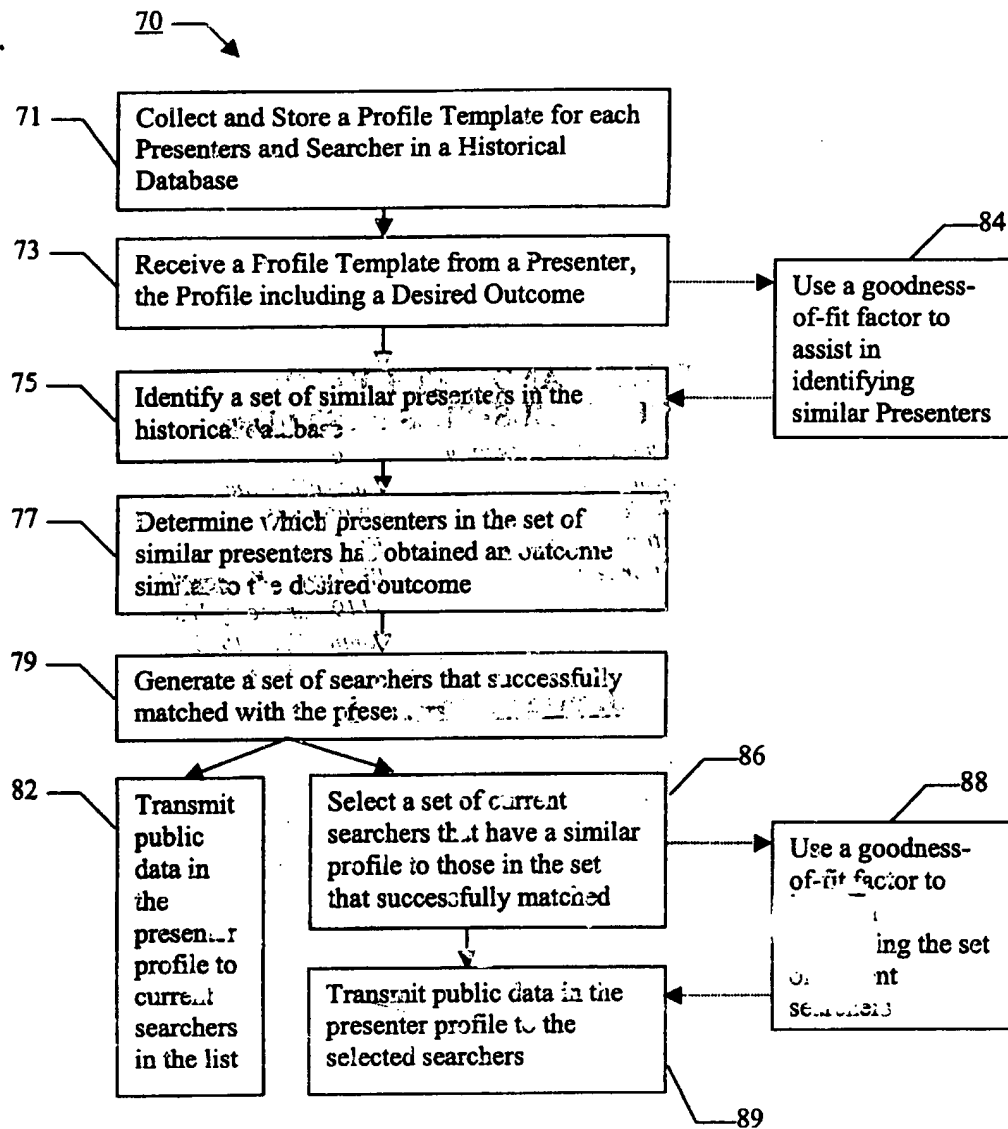 70
71
Collect and Store a Profile Template for each
Presenters and Searcher in a Historical
Database
73
Receive a Profile Template from a Presenter,
the Profile including a Desired Outcome
84
Use a goodness-
of-fit factor to
assist in
identifying
similar Presenters
75
Identify a set of similar presenters in the
historical database
77
Determine which presenters in the set of
similar presenters had obtained an outcome
similar to the desired outcome
79
Generate a set of searchers that successfully
matched with the presenters
82
Transmit
public
data in
the
presenter
profile to
current
searchers
in the list
86
Select a set of current
searchers that have a similar
profile to those in the set
that successfully matched
88
Use a goodness-
of-fit factor to
the set
searchers
Transmit public data in the
presenter profile to the
selected searchers
89